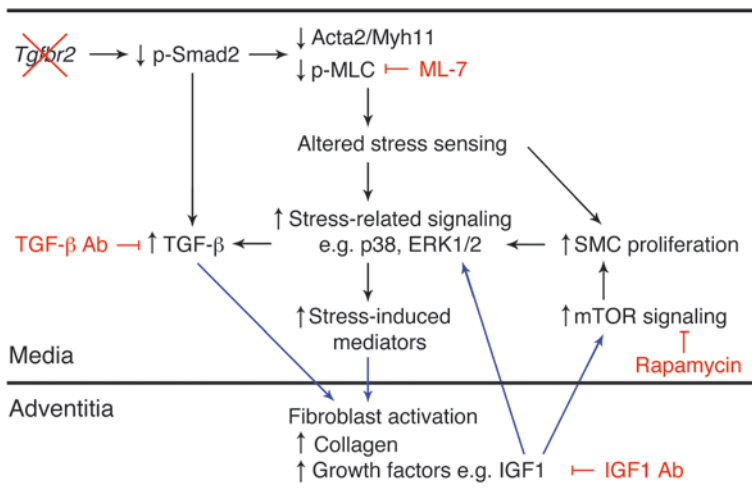 Tgfbr2
↓ p-Smad2
↓ Acta2/Myh11
↓ p-MLC
ML-7
Altered stress sensing
↑ Stress-related signaling
e.g. p38, ERK1/2
TGF-β Ab
↑ TGF-β
↑ SMC proliferation
↑ Stress-induced
mediators
↑ mTOR signaling
Rapamycin
Media
Adventitia
Fibroblast activation
↑ Collagen
↑ Growth factors e.g. IGF1
IGF1 Ab